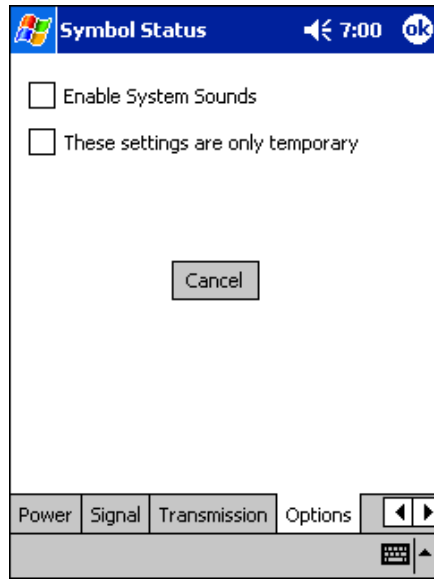 Symbol Status 7:00 ok
Enable System Sounds
These settings are only temporary
Cancel
Power Signal Transmission Options